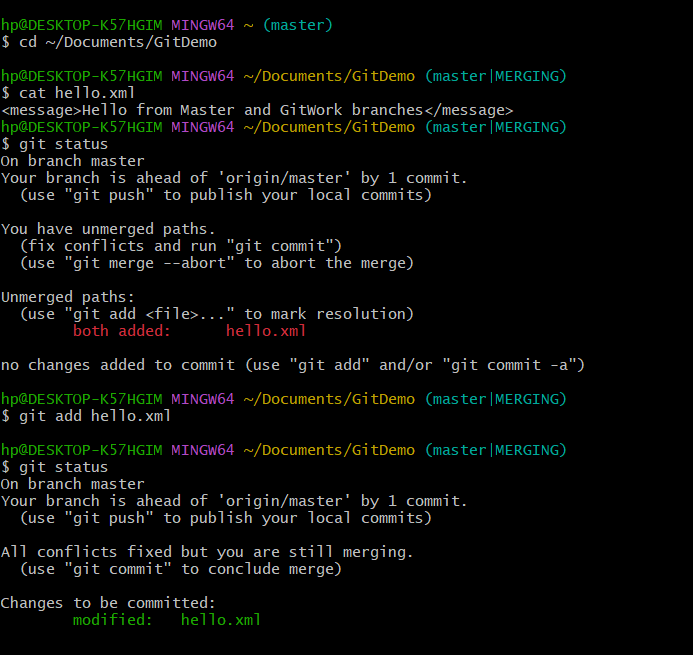 hp@DESKTOP-K57HGIM MINGW64 ~ (master)
$ cd ~/Documents/GitDemo
hp@DESKTOP-K57HGIM MINGW64 ~/Documents/GitDemo (master|MERGING)
$ cat hello.xml
<message>Hello from Master and GitWork branches</message>
hp@DESKTOP-K57HGIM MINGW64 ~/Documents/GitDemo (master|MERGING)
$ git status
On branch master
Your branch is ahead of 'origin/master' by 1 commit.
  (use "git push" to publish your local commits)
You have unmerged paths.
  (fix conflicts and run "git commit")
  (use "git merge --abort" to abort the merge)
Unmerged paths:
  (use "git add <file>..." to mark resolution)
        both added:      hello.xml
no changes added to commit (use "git add" and/or "git commit -a")
hp@DESKTOP-K57HGIM MINGW64 ~/Documents/GitDemo (master|MERGING)
$ git add hello.xml
hp@DESKTOP-K57HGIM MINGW64 ~/Documents/GitDemo (master|MERGING)
$ git status
On branch master
Your branch is ahead of 'origin/master' by 1 commit.
  (use "git push" to publish your local commits)
All conflicts fixed but you are still merging.
  (use "git commit" to conclude merge)
Changes to be committed:
        modified:   hello.xml